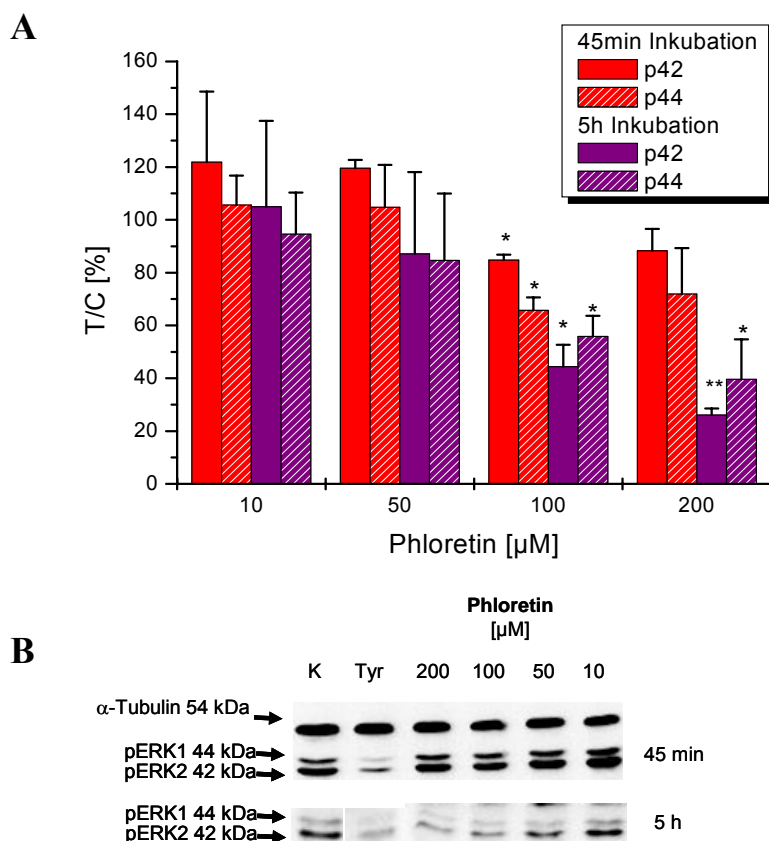 A
45min Inkubation
p42
p44
5h Inkubation
p42
p44
T/C [%]
160
140
120
100
80
60
40
20
0
*
*
*
*
**
*
10 50 100 200
Phloretin [µM]
B
Phloretin
[µM]
K Tyr 200 100 50 10
α-Tubulin 54 kDa
pERK1 44 kDa
pERK2 42 kDa
45 min
pERK1 44 kDa
pERK2 42 kDa
5 h